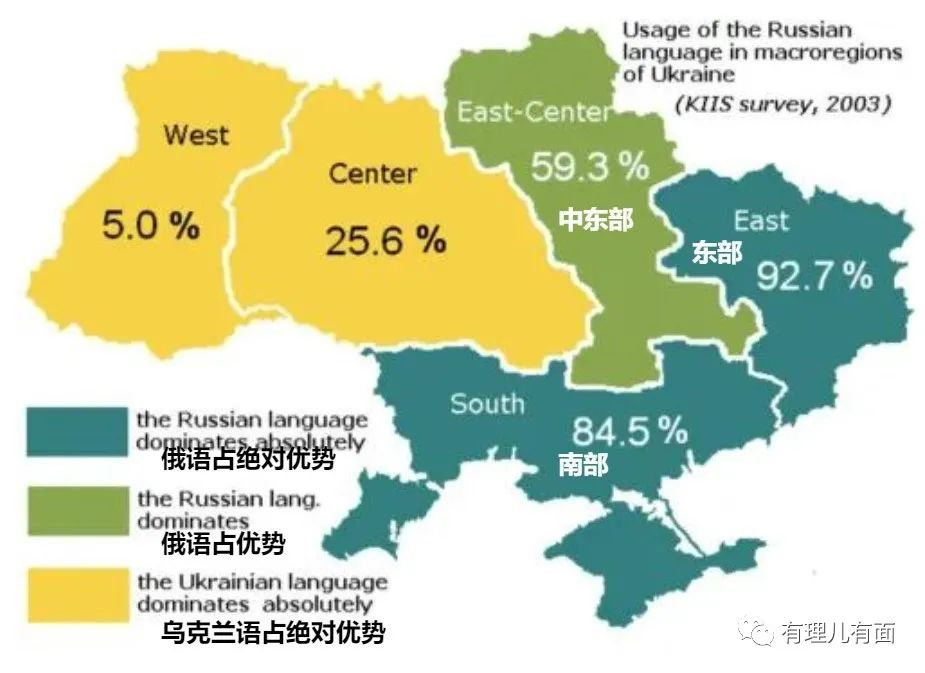 Usage of the Russian
language in macroregions
of Ukraine
(KIIS survey, 2003)
West
5.0 %
Center
25.6 %
East-Center
59.3 %
中东部
East
东部
92.7 %
South
84.5 %
南部
the Russian language
dominates absolutely
俄语占绝对优势
the Russian lang.
dominates
俄语占优势
the Ukrainian language
dominates absolutely
乌克兰语占绝对优势
有理儿有面